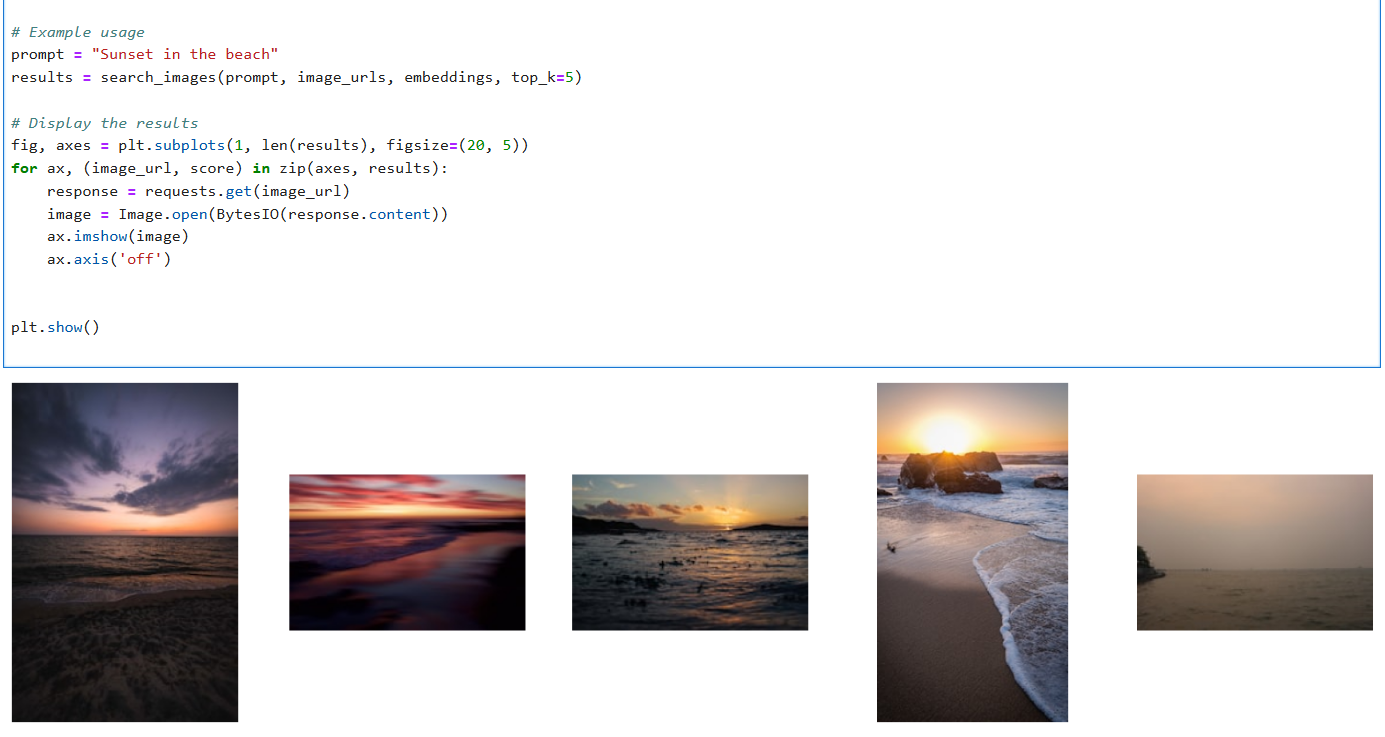 # Example usage
prompt = "Sunset in the beach"
results = search_images(prompt, image_urls, embeddings, top_k=5)
# Display the results
fig, axes = plt.subplots(1, len(results), figsize=(20, 5))
for ax, (image_url, score) in zip(axes, results):
    response = requests.get(image_url)
    image = Image.open(BytesIO(response.content))
    ax.imshow(image)
    ax.axis('off')
plt.show()